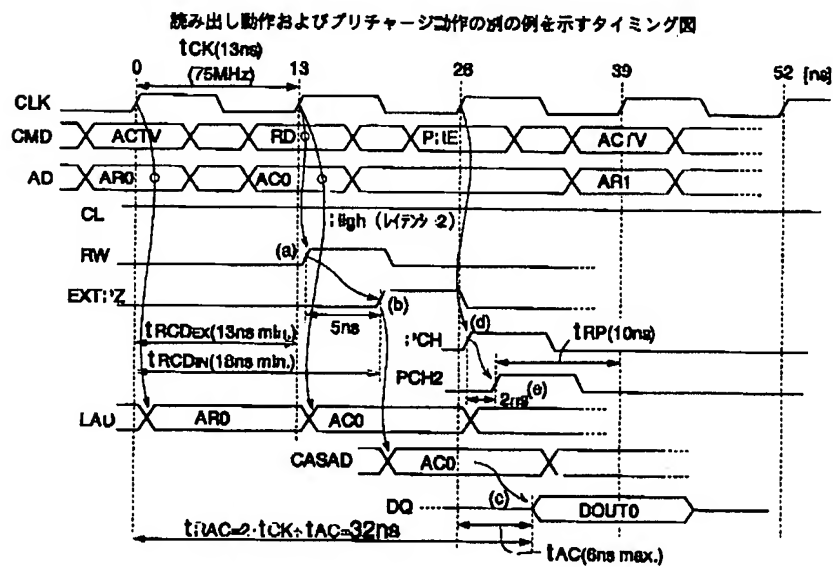 読み出し動作およびプリチャージ動作の別の例を示すタイミング図
tCK(13ns)
(75MHz)
0 13 26 39 52 [ns]
CLK
CMD ACTV RD ACTV
AD AR0 AC0 AR1
CL
(レイテンシ 2)
RW (a)
EXTPZ (b)
5ns
tRCDEX(13ns min.)
tRCDIN(18ns min.)
(d)
tRP(10ns)
PCH2
2ns (e)
LAD AR0 AC0
CASAD AC0
DQ (c) DOUT0
tRAC=2·tCK+tAC=32ns
tAC(6ns max.)